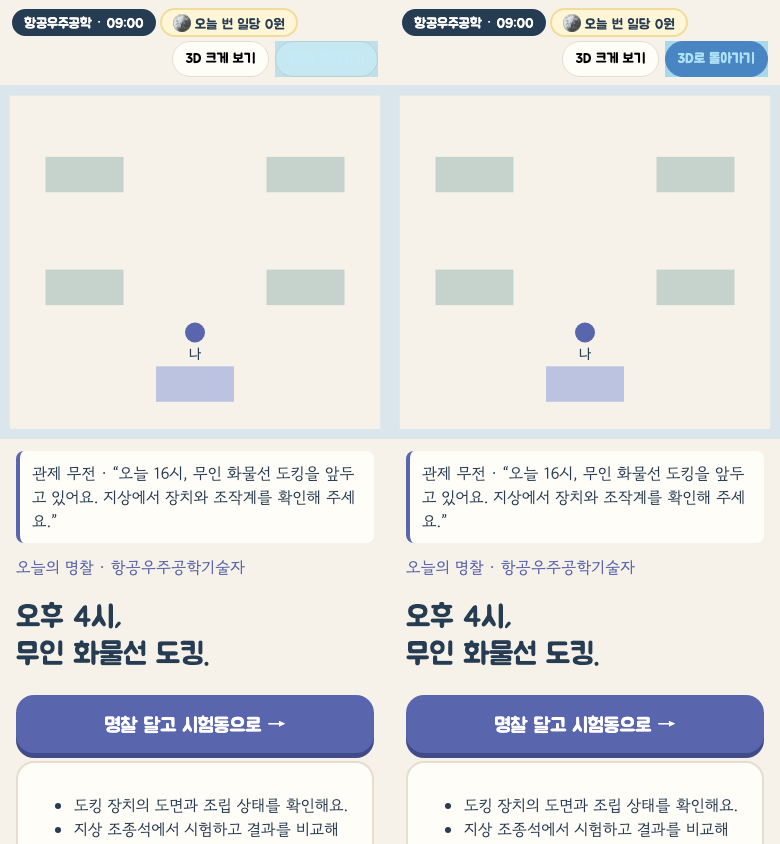 항공우주공학 · 09:00
오늘 번 일당 0원
3D 크게 보기
나
관제 무전 · “오늘 16시, 무인 화물선 도킹을 앞두
고 있어요. 지상에서 장치와 조작계를 확인해 주세
요.”
오늘의 명찰 · 항공우주공학기술자
오후 4시,
무인 화물선 도킹.
명찰 달고 시험동으로 →
• 도킹 장치의 도면과 조립 상태를 확인해요.
• 지상 조종석에서 시험하고 결과를 비교해
항공우주공학 · 09:00
오늘 번 일당 0원
3D 크게 보기
3D로 돌아가기
나
관제 무전 · “오늘 16시, 무인 화물선 도킹을 앞두
고 있어요. 지상에서 장치와 조작계를 확인해 주세
요.”
오늘의 명찰 · 항공우주공학기술자
오후 4시,
무인 화물선 도킹.
명찰 달고 시험동으로 →
• 도킹 장치의 도면과 조립 상태를 확인해요.
• 지상 조종석에서 시험하고 결과를 비교해